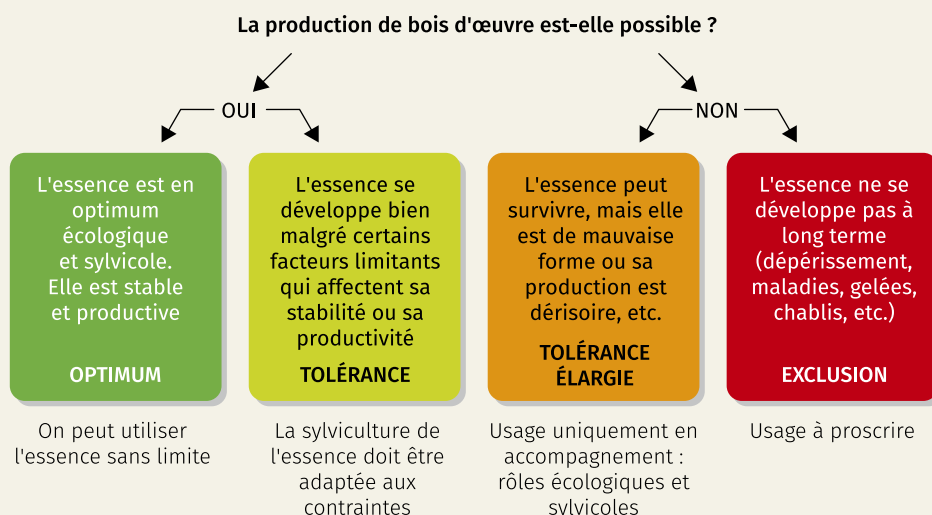 La production de bois d'œuvre est-elle possible ?
OUI
NON
L'essence est en
optimum
écologique
et sylvicole.
Elle est stable
et productive
OPTIMUM
L'essence se
développe bien
malgré certains
facteurs limitants
qui affectent sa
stabilité ou sa
productivité
TOLÉRANCE
L'essence peut
survivre, mais elle
est de mauvaise
forme ou sa
production est
dérisoire, etc.
TOLÉRANCE
ÉLARGIE
L'essence ne se
développe pas à
long terme
(dépérissement,
maladies, gelées,
chablis, etc.)
EXCLUSION
On peut utiliser
l'essence sans limite
La sylviculture de
l'essence doit être
adaptée aux
contraintes
Usage uniquement en
accompagnement :
rôles écologiques et
sylvicoles
Usage à proscrire